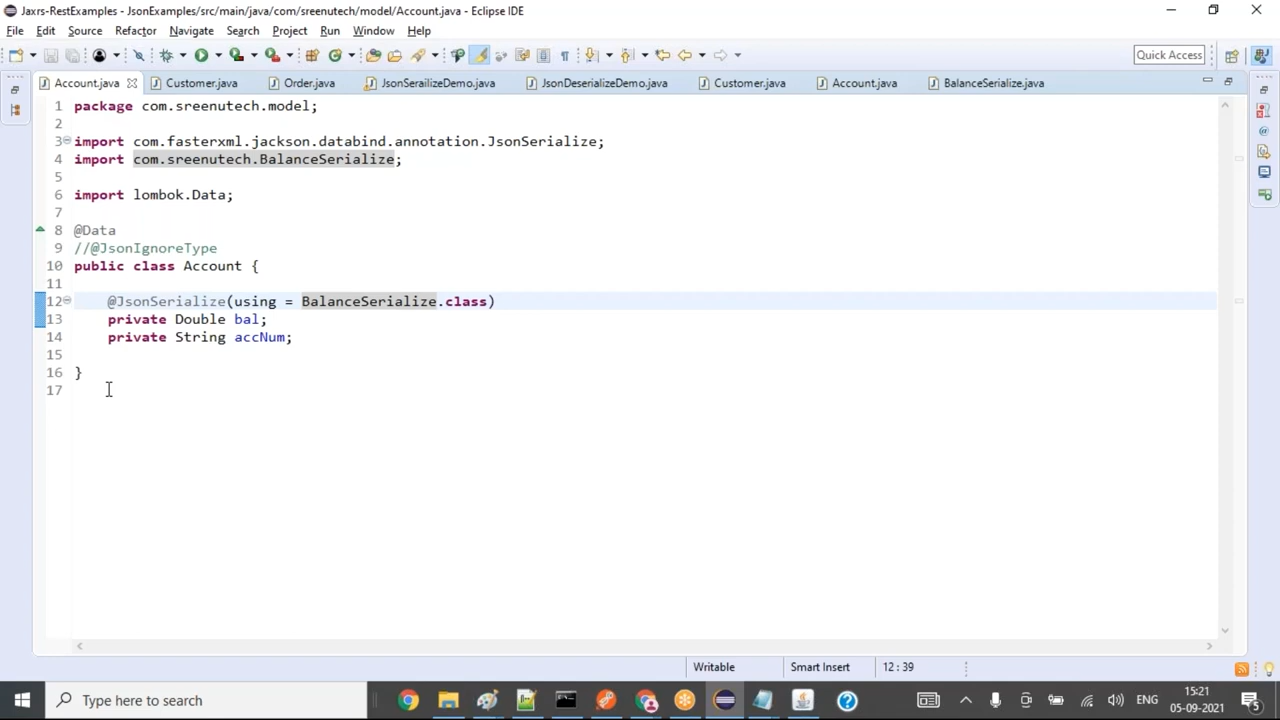 Jaxrs-RestExamples - JsonExamples/src/main/java/com/sreenutech/model/Account.java - Eclipse IDE
File Edit Source Refactor Navigate Search Project Run Window Help
Quick Access
Account.java Customer.java Order.java JsonSerailizeDemo.java JsonDeserializeDemo.java Customer.java Account.java BalanceSerialize.java
1 package com.sreenutech.model;
2
3 import com.fasterxml.jackson.databind.annotation.JsonSerialize;
4 import com.sreenutech.BalanceSerialize;
5
6 import lombok.Data;
7
8 @Data
9 //@JsonIgnoreType
10 public class Account {
11
12 @JsonSerialize(using = BalanceSerialize.class)
13 private Double bal;
14 private String accNum;
15
16 }
17
Writable Smart Insert 12 : 39
Type here to search
ENG
15:21
05-09-2021
5